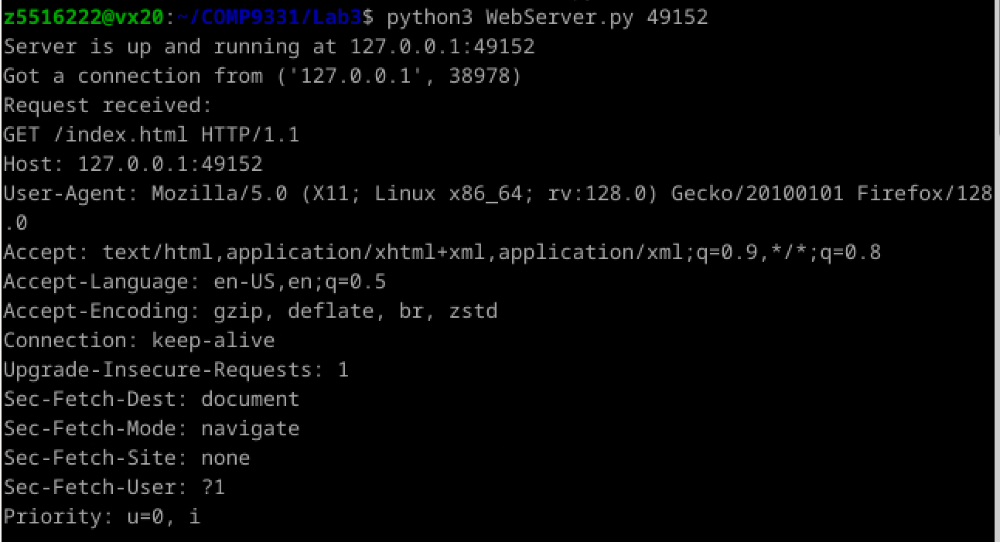 z5516222@vx20:~/COMP9331/Lab3$ python3 WebServer.py 49152
Server is up and running at 127.0.0.1:49152
Got a connection from ('127.0.0.1', 38978)
Request received:
GET /index.html HTTP/1.1
Host: 127.0.0.1:49152
User-Agent: Mozilla/5.0 (X11; Linux x86_64; rv:128.0) Gecko/20100101 Firefox/128
.0
Accept: text/html,application/xhtml+xml,application/xml;q=0.9,*/*;q=0.8
Accept-Language: en-US,en;q=0.5
Accept-Encoding: gzip, deflate, br, zstd
Connection: keep-alive
Upgrade-Insecure-Requests: 1
Sec-Fetch-Dest: document
Sec-Fetch-Mode: navigate
Sec-Fetch-Site: none
Sec-Fetch-User: ?1
Priority: u=0, i